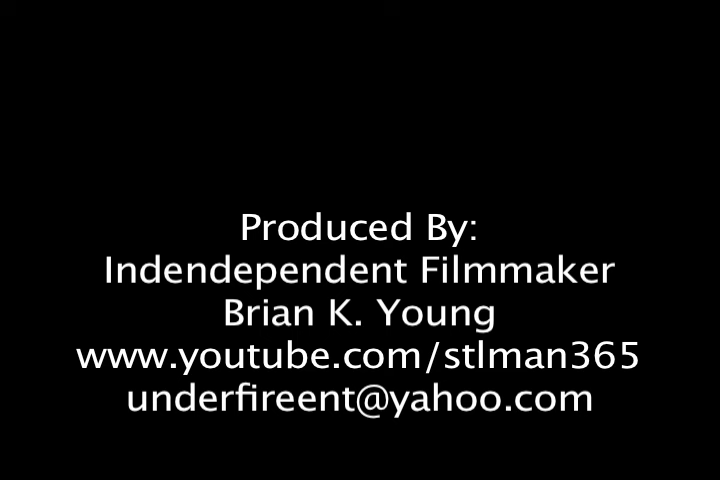 Produced By:
Indendependent Filmmaker
Brian K. Young
www.youtube.com/stlman365
underfireent@yahoo.com